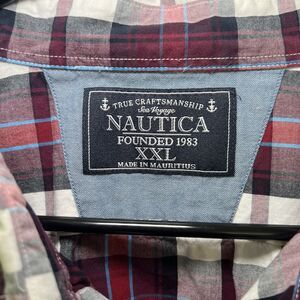 TRUE CRAFTSMANSHIP
Sea Voyage
NAUTICA
FOUNDED 1983
XXL
MADE IN MAURITIUS